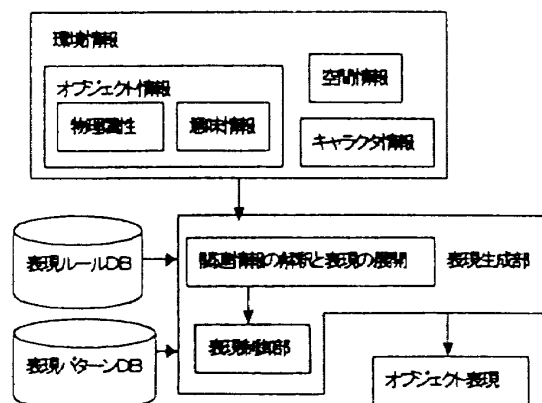 環境情報
オブジェクト情報
空間情報
物理属性
意味情報
キャラクタ情報
表現ルールDB
関連情報の解釈と表現の展開
表現生成部
表現パターンDB
表現制御部
オブジェクト表現